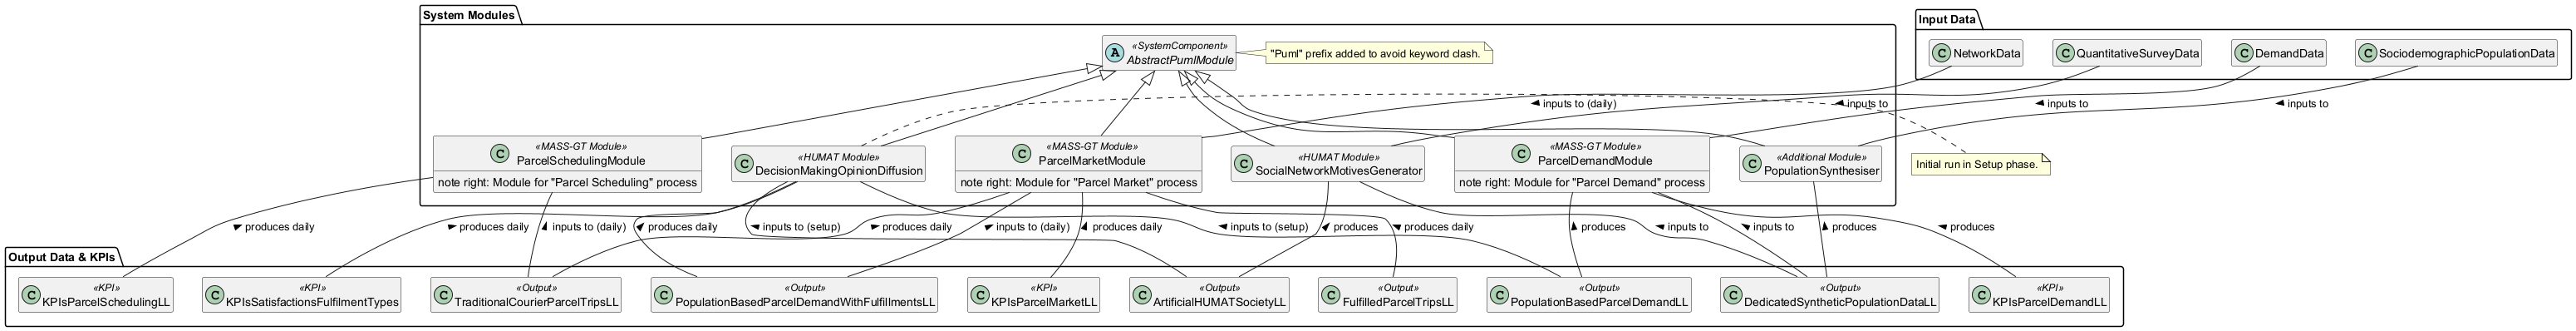 System Modules
Input Data
«SystemComponent»
A
AbstractPumlModule
"Puml" prefix added to avoid keyword clash.
C NetworkData
C QuantitativeSurveyData
C DemandData
C SociodemographicPopulationData
inputs to (daily)
inputs to
inputs to
inputs to
«MASS-GT Module»
C ParcelSchedulingModule
note right: Module for "Parcel Scheduling" process
«HUMAT Module»
C DecisionMakingOpinionDiffusion
«MASS-GT Module»
C ParcelMarketModule
note right: Module for "Parcel Market" process
«HUMAT Module»
C SocialNetworkMotivesGenerator
«MASS-GT Module»
C ParcelDemandModule
note right: Module for "Parcel Demand" process
«Additional Module»
C PopulationSynthesiser
Initial run in Setup phase.
produces daily
produces daily
inputs to (daily)
produces daily
inputs to (setup)
produces daily
inputs to (daily)
produces daily
inputs to (setup)
produces
produces daily
produces
inputs to
inputs to
produces
produces
Output Data & KPIs
«KPI»
C KPIsParcelSchedulingLL
«KPI»
C KPIsSatisfactionsFulfilmentTypes
«Output»
C TraditionalCourierParcelTripsLL
«Output»
C PopulationBasedParcelDemandWithFulfillmentsLL
«KPI»
C KPIsParcelMarketLL
«Output»
C ArtificialHUMATSocietyLL
«Output»
C FulfilledParcelTripsLL
«Output»
C PopulationBasedParcelDemandLL
«Output»
C DedicatedSyntheticPopulationDataLL
«KPI»
C KPIsParcelDemandLL